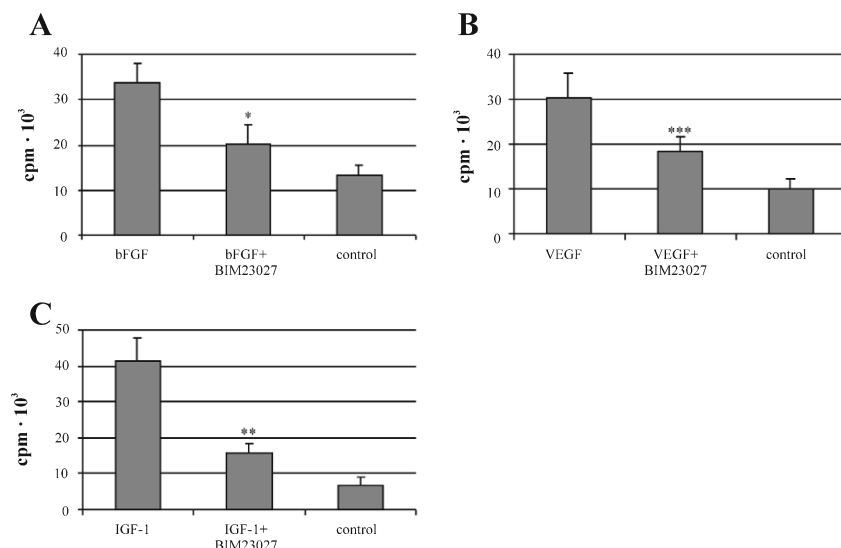 A
40
30
20
10
0
cpm · 10³
*
bFGF
bFGF+
BIM23027
control
B
40
30
20
10
0
cpm · 10³
***
VEGF
VEGF+
BIM23027
control
C
50
40
30
20
10
0
cpm · 10³
**
IGF-1
IGF-1+
BIM23027
control